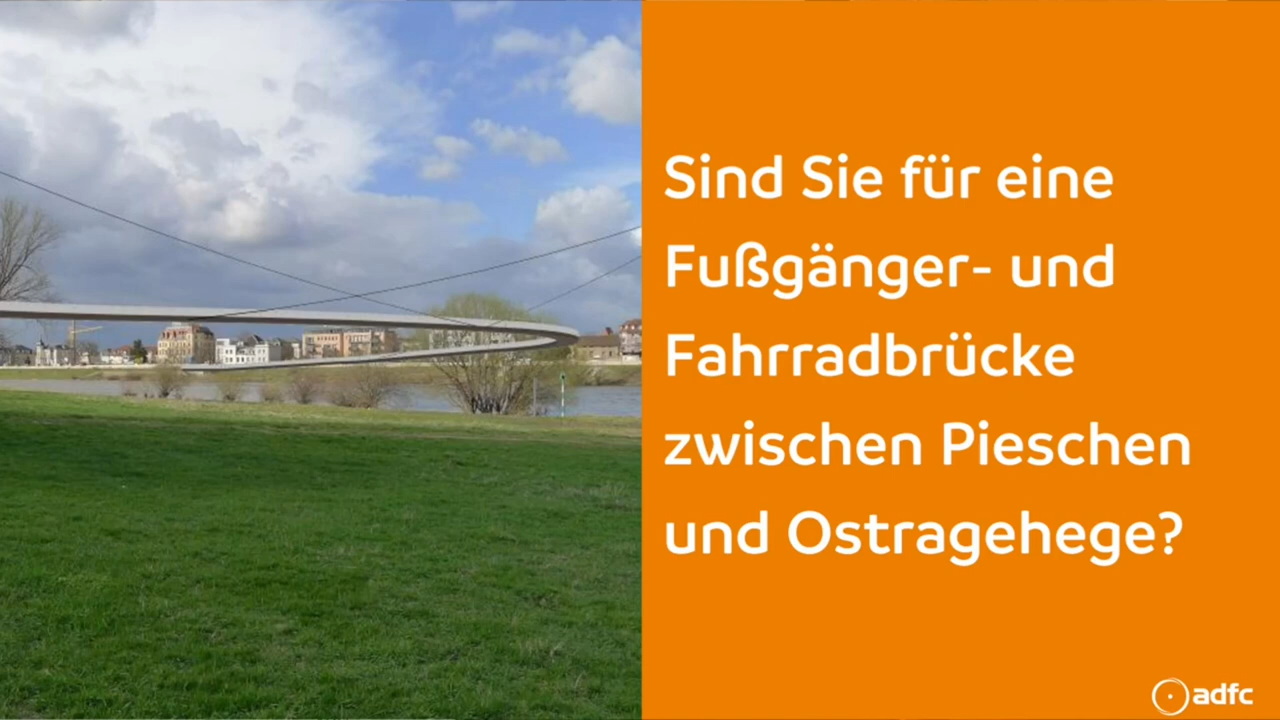 Sind Sie für eine
Fußgänger- und
Fahrradbrücke
zwischen Pieschen
und Ostragehege?
adfc